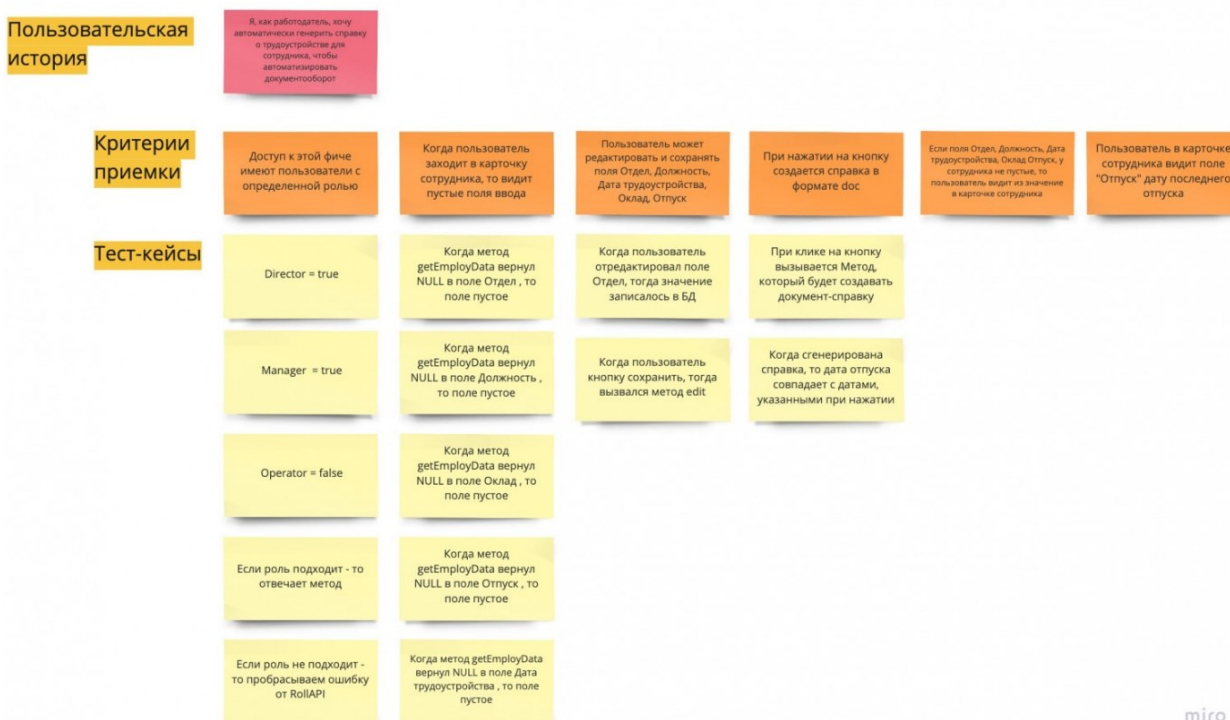 Пользовательская
история
Я, как работодатель, хочу
автоматически генерить справку
о трудоустройстве для
сотрудника, чтобы
автоматизировать
документооборот
Критерии
приемки
Доступ к этой фиче
имеют пользователи с
определенной ролью
Когда пользователь
заходит в карточку
сотрудника, то видит
пустые поля ввода
Пользователь может
редактировать и сохранять
поля Отдел, Должность,
Дата трудоустройства,
Оклад, Отпуск
При нажатии на кнопку
создается справка в
формате doc
Если поля Отдел, Должность, Дата
трудоустройства, Оклад Отпуск, у
сотрудника не пустые, то
пользователь видит из значение
в карточке сотрудника
Пользователь в карточке
сотрудника видит поле
"Отпуск" дату последнего
отпуска
Тест-кейсы
Director = true
Когда метод
getEmployData вернул
NULL в поле Отдел , то
поле пустое
Когда пользователь
отредактировал поле
Отдел, тогда значение
записалось в БД
При клике на кнопку
вызывается Метод,
который будет создавать
документ-справку
Manager = true
Когда метод
getEmployData вернул
NULL в поле Должность ,
то поле пустое
Когда пользователь
кнопку сохранить, тогда
вызвался метод edit
Когда сгенерирована
справка, то дата отпуска
совпадает с датами,
указанными при нажатии
Operator = false
Когда метод
getEmployData вернул
NULL в поле Оклад , то
поле пустое
Если роль подходит - то
отвечает метод
Когда метод
getEmployData вернул
NULL в поле Отпуск , то
поле пустое
Если роль не подходит -
то пробрасываем ошибку
от RollAPI
Когда метод getEmployData
вернул NULL в поле Дата
трудоустройства , то поле
пустое
miro